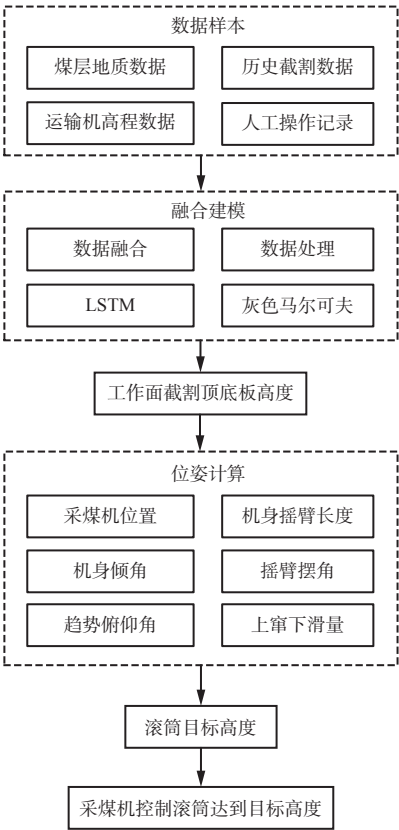 数据样本
煤层地质数据
历史截割数据
运输机高程数据
人工操作记录
融合建模
数据融合
数据处理
LSTM
灰色马尔可夫
工作面截割顶底板高度
位姿计算
采煤机位置
机身摇臂长度
机身倾角
摇臂摆角
趋势俯仰角
上窜下滑量
滚筒目标高度
采煤机控制滚筒达到目标高度